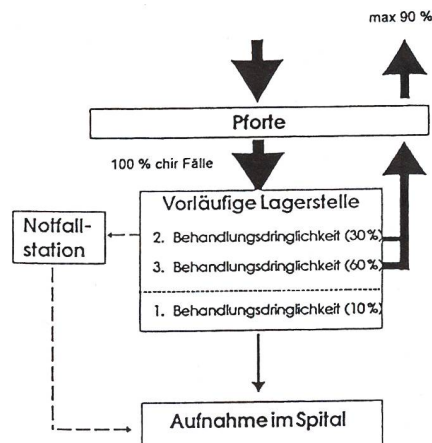 max 90 %
Pforte
100 % chir Fälle
Vorläufige Lagerstelle
Notfall-
station
2. Behandlungsdringlichkeit (30%)
3. Behandlungsdringlichkeit (60%)
1. Behandlungsdringlichkeit (10%)
Aufnahme im Spital